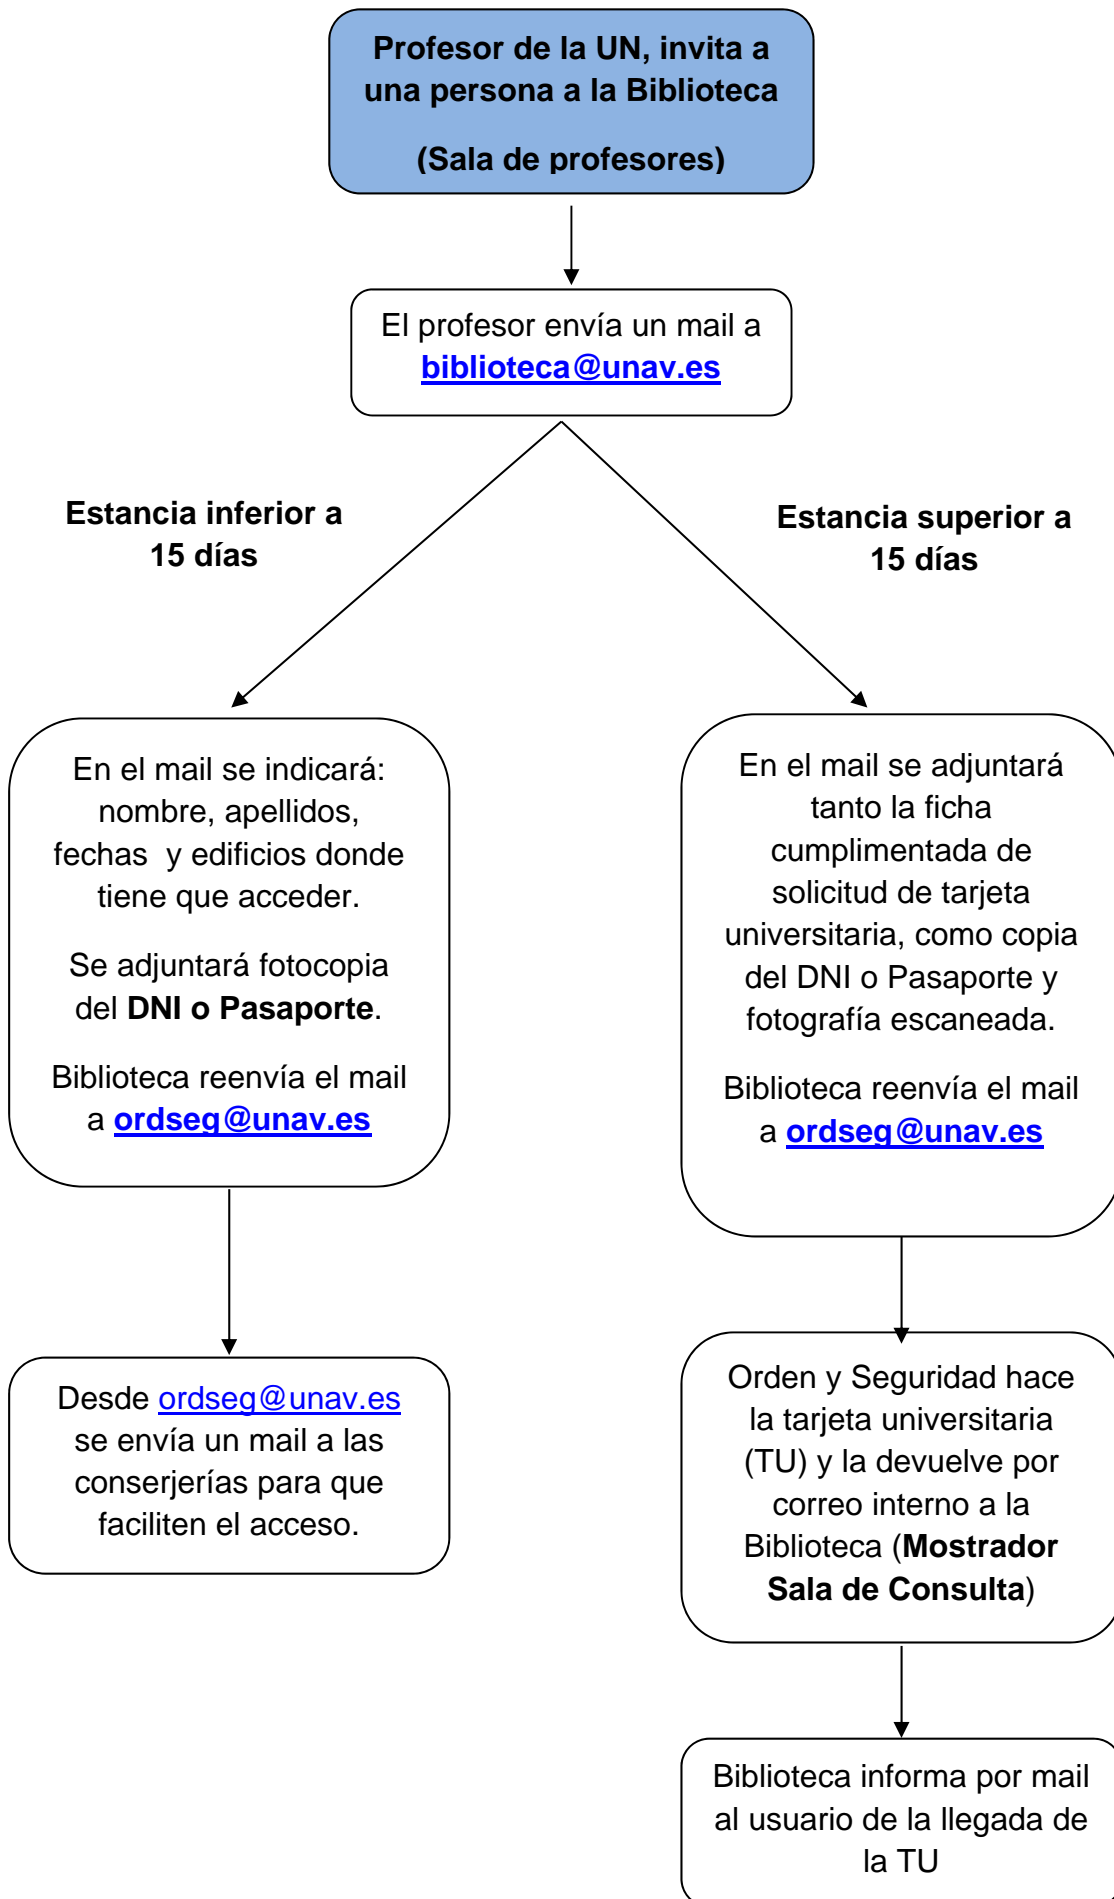 Profesor de la UN, invita a
una persona a la Biblioteca
(Sala de profesores)
El profesor envía un mail a
biblioteca@unav.es
Estancia inferior a
15 días
Estancia superior a
15 días
En el mail se indicará:
nombre, apellidos,
fechas y edificios donde
tiene que acceder.
Se adjuntará fotocopia
del DNI o Pasaporte.
Biblioteca reenvía el mail
a ordseg@unav.es
En el mail se adjuntará
tanto la ficha
cumplimentada de
solicitud de tarjeta
universitaria, como copia
del DNI o Pasaporte y
fotografía escaneada.
Biblioteca reenvía el mail
a ordseg@unav.es
Desde ordseg@unav.es
se envía un mail a las
conserjerías para que
faciliten el acceso.
Orden y Seguridad hace
la tarjeta universitaria
(TU) y la devuelve por
correo interno a la
Biblioteca (Mostrador
Sala de Consulta)
Biblioteca informa por mail
al usuario de la llegada de
la TU